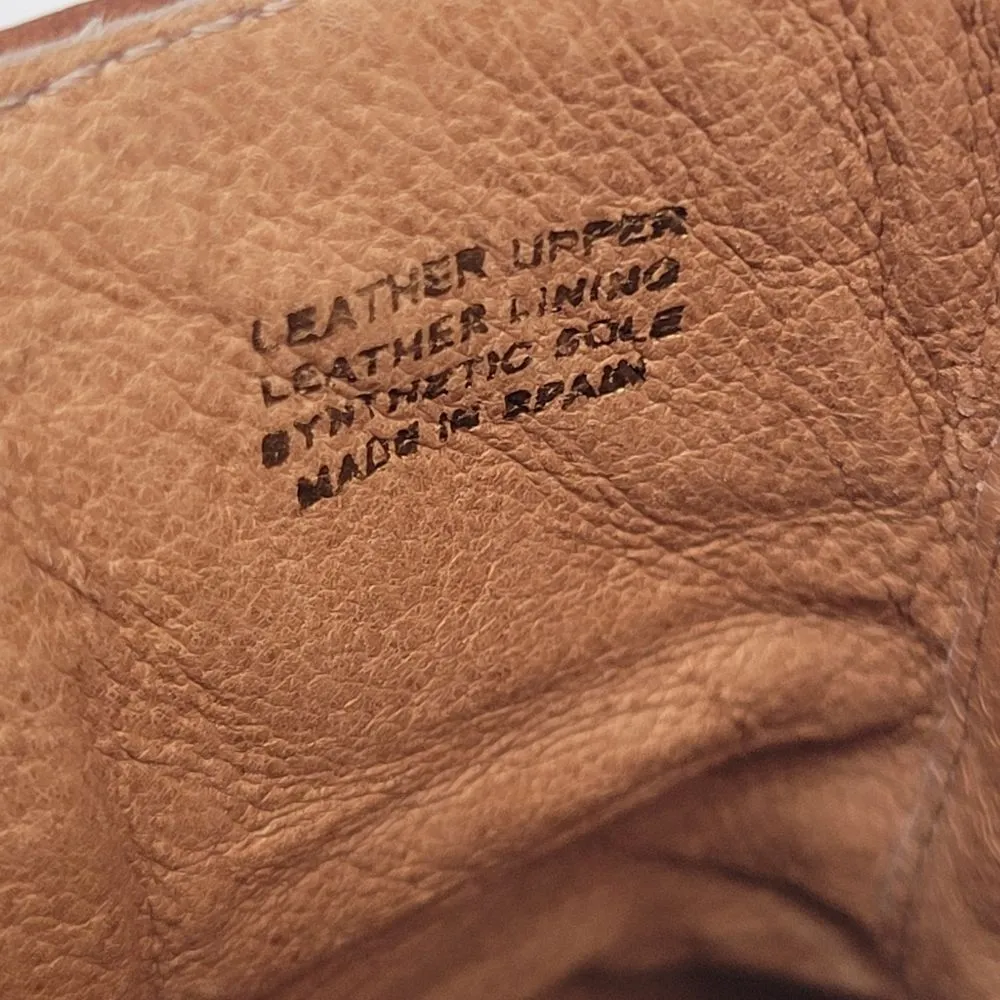 LEATHER UPPER
LEATHER LINING
SYNTHETIC SOLE
MADE IN SPAIN